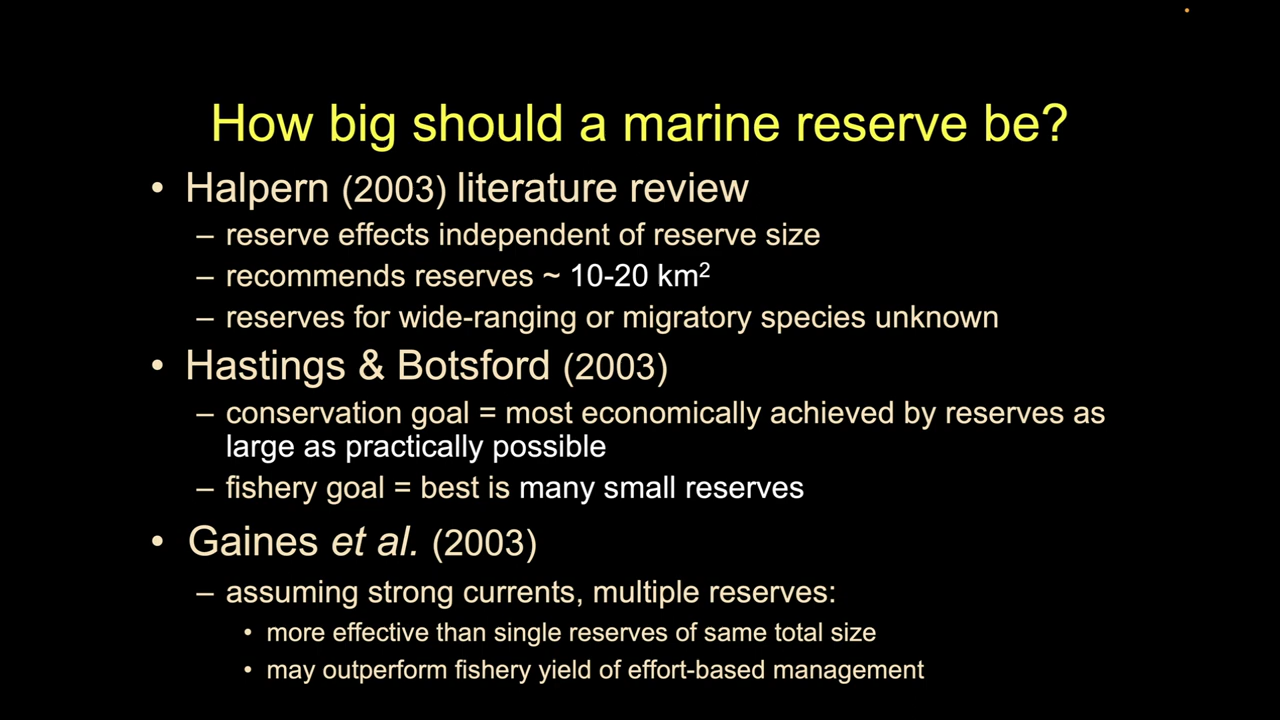 How big should a marine reserve be?
• Halpern (2003) literature review
– reserve effects independent of reserve size
– recommends reserves ~ 10-20 km²
– reserves for wide-ranging or migratory species unknown
• Hastings & Botsford (2003)
– conservation goal = most economically achieved by reserves as
large as practically possible
– fishery goal = best is many small reserves
• Gaines et al. (2003)
– assuming strong currents, multiple reserves:
• more effective than single reserves of same total size
• may outperform fishery yield of effort-based management